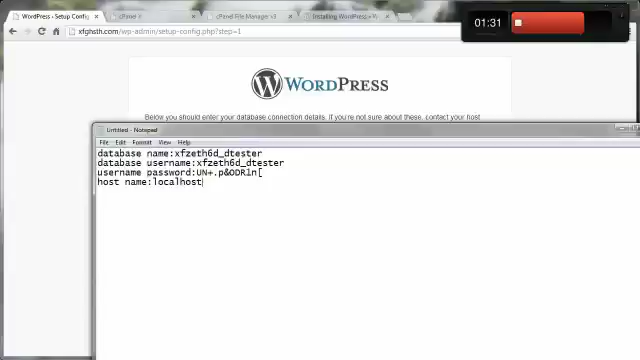 WordPress › Setup Config
cPanel X
cPanel File Manager v3
Installing WordPress « W
01:31
xfghsth.com/wp-admin/setup-config.php?step=1
WORDPRESS
Below you should enter your database connection details. If you're not sure about these, contact your host
Untitled - Notepad
File Edit Format View Help
database name:xfzeth6d_dtester
database username:xfzeth6d_dtester
username password:UN+.p&ODR1n[
host name:localhost